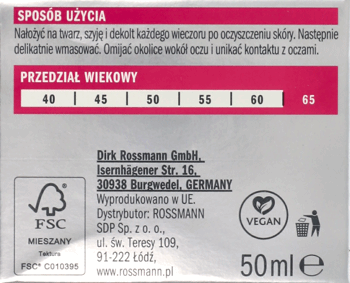 SPOSÓB UŻYCIA
Nałożyć na twarz, szyję i dekolt każdego wieczoru po oczyszczeniu skóry. Następnie
delikatnie wmasować. Omijać okolice wokół oczu i unikać kontaktu z oczami.
PRZEDZIAŁ WIEKOWY
40 45 50 55 60 65
Dirk Rossmann GmbH,
Isernhägener Str. 16,
30938 Burgwedel, GERMANY
Wyprodukowano w UE.
Dystrybutor: ROSSMANN
SDP Sp. z o. o.,
ul. św. Teresy 109,
91-222 Łódź,
www.rossmann.pl
FSC
MIESZANY
Tektura
FSC® C010395
VEGAN
50 ml e